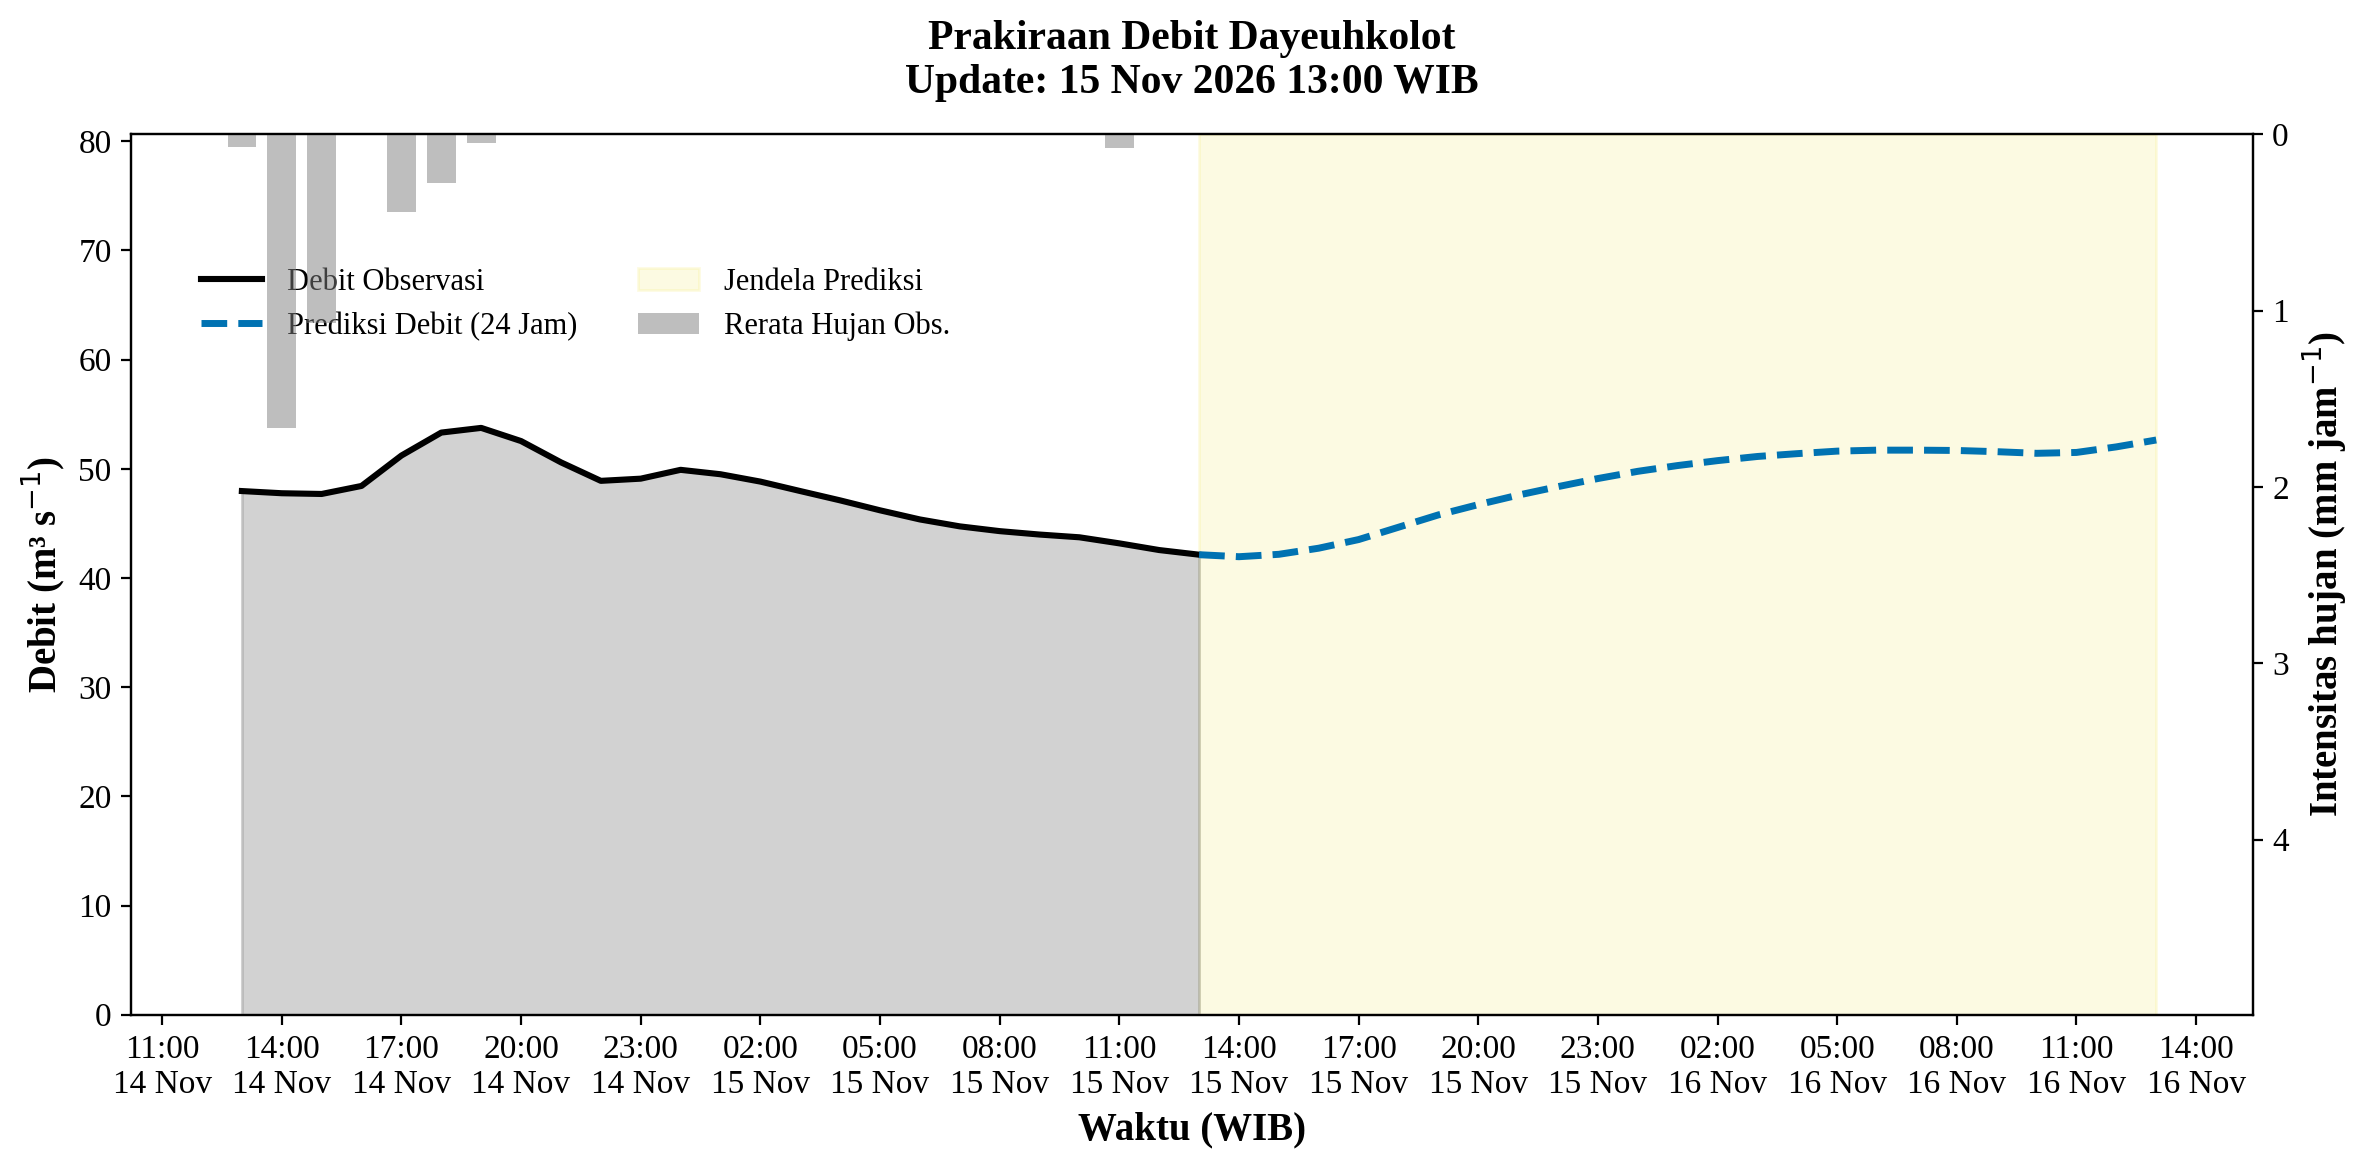 Prakiraan Debit Dayeuhkolot
Update: 15 Nov 2026 13:00 WIB
Debit (m³ s⁻¹)
80
70
60
50
40
30
20
10
0
Debit Observasi
Prediksi Debit (24 Jam)
Jendela Prediksi
Rerata Hujan Obs.
0
1
2
3
4
Intensitas hujan (mm jam⁻¹)
11:00 14:00 17:00 20:00 23:00 02:00 05:00 08:00 11:00 14:00 17:00 20:00 23:00 02:00 05:00 08:00 11:00 14:00
14 Nov 14 Nov 14 Nov 14 Nov 14 Nov 15 Nov 15 Nov 15 Nov 15 Nov 15 Nov 15 Nov 15 Nov 15 Nov 16 Nov 16 Nov 16 Nov 16 Nov 16 Nov
Waktu (WIB)